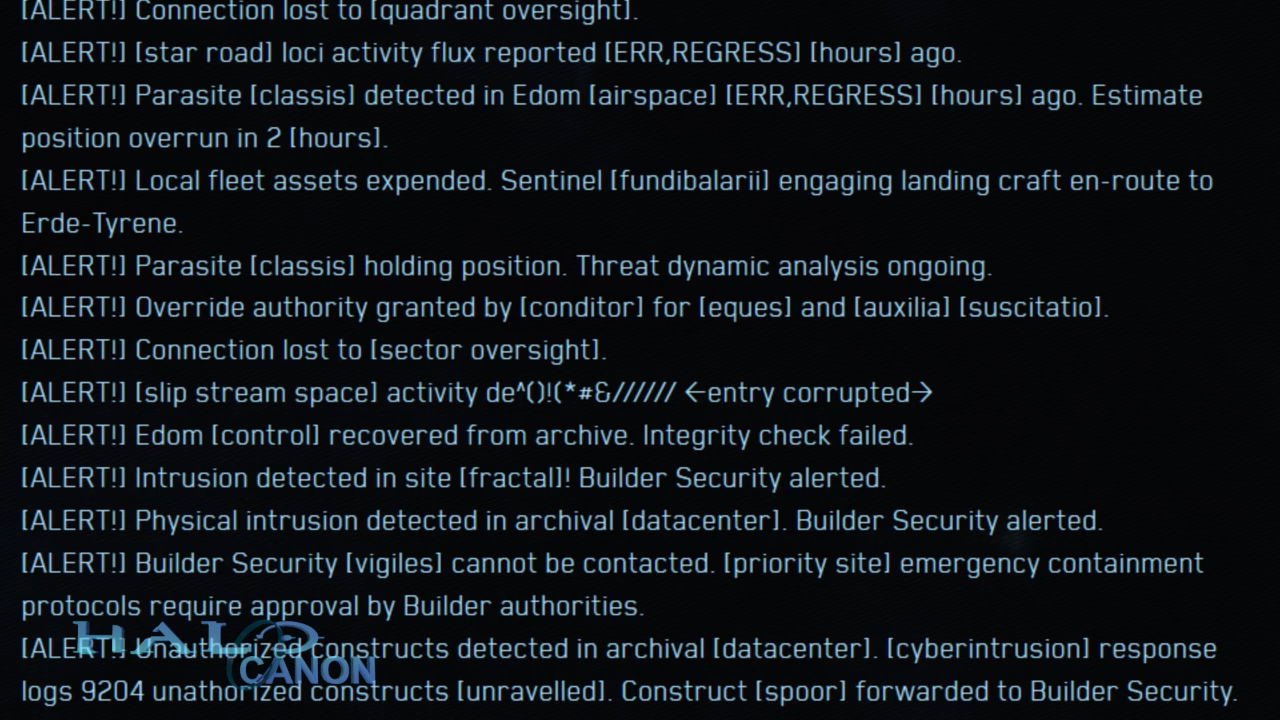 [ALERT!] Connection lost to [quadrant oversight].
[ALERT!] [star road] loci activity flux reported [ERR,REGRESS] [hours] ago.
[ALERT!] Parasite [classis] detected in Edom [airspace] [ERR,REGRESS] [hours] ago. Estimate
position overrun in 2 [hours].
[ALERT!] Local fleet assets expended. Sentinel [fundibalarii] engaging landing craft en-route to
Erde-Tyrene.
[ALERT!] Parasite [classis] holding position. Threat dynamic analysis ongoing.
[ALERT!] Override authority granted by [conditor] for [eques] and [auxilia] [suscitatio].
[ALERT!] Connection lost to [sector oversight].
[ALERT!] [slip stream space] activity de^()!(*#&////// ←entry corrupted→
[ALERT!] Edom [control] recovered from archive. Integrity check failed.
[ALERT!] Intrusion detected in site [fractal]! Builder Security alerted.
[ALERT!] Physical intrusion detected in archival [datacenter]. Builder Security alerted.
[ALERT!] Builder Security [vigiles] cannot be contacted. [priority site] emergency containment
protocols require approval by Builder authorities.
HALO
[ALERT!] Unauthorized constructs detected in archival [datacenter]. [cyberintrusion] response
CANON
logs 9204 unathorized constructs [unravelled]. Construct [spoor] forwarded to Builder Security.